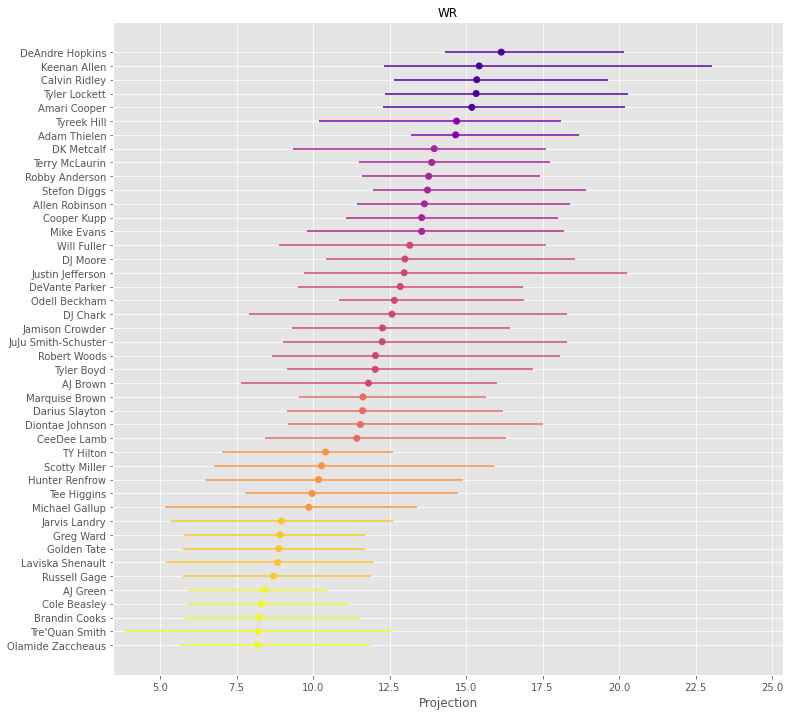 WR
DeAndre Hopkins
Keenan Allen
Calvin Ridley
Tyler Lockett
Amari Cooper
Tyreek Hill
Adam Thielen
DK Metcalf
Terry McLaurin
Robby Anderson
Stefon Diggs
Allen Robinson
Cooper Kupp
Mike Evans
Will Fuller
DJ Moore
Justin Jefferson
DeVante Parker
Odell Beckham
DJ Chark
Jamison Crowder
JuJu Smith-Schuster
Robert Woods
Tyler Boyd
AJ Brown
Marquise Brown
Darius Slayton
Diontae Johnson
CeeDee Lamb
TY Hilton
Scotty Miller
Hunter Renfrow
Tee Higgins
Michael Gallup
Jarvis Landry
Greg Ward
Golden Tate
Laviska Shenault
Russell Gage
AJ Green
Cole Beasley
Brandin Cooks
Tre'Quan Smith
Olamide Zaccheaus
5.0 7.5 10.0 12.5 15.0 17.5 20.0 22.5 25.0
Projection